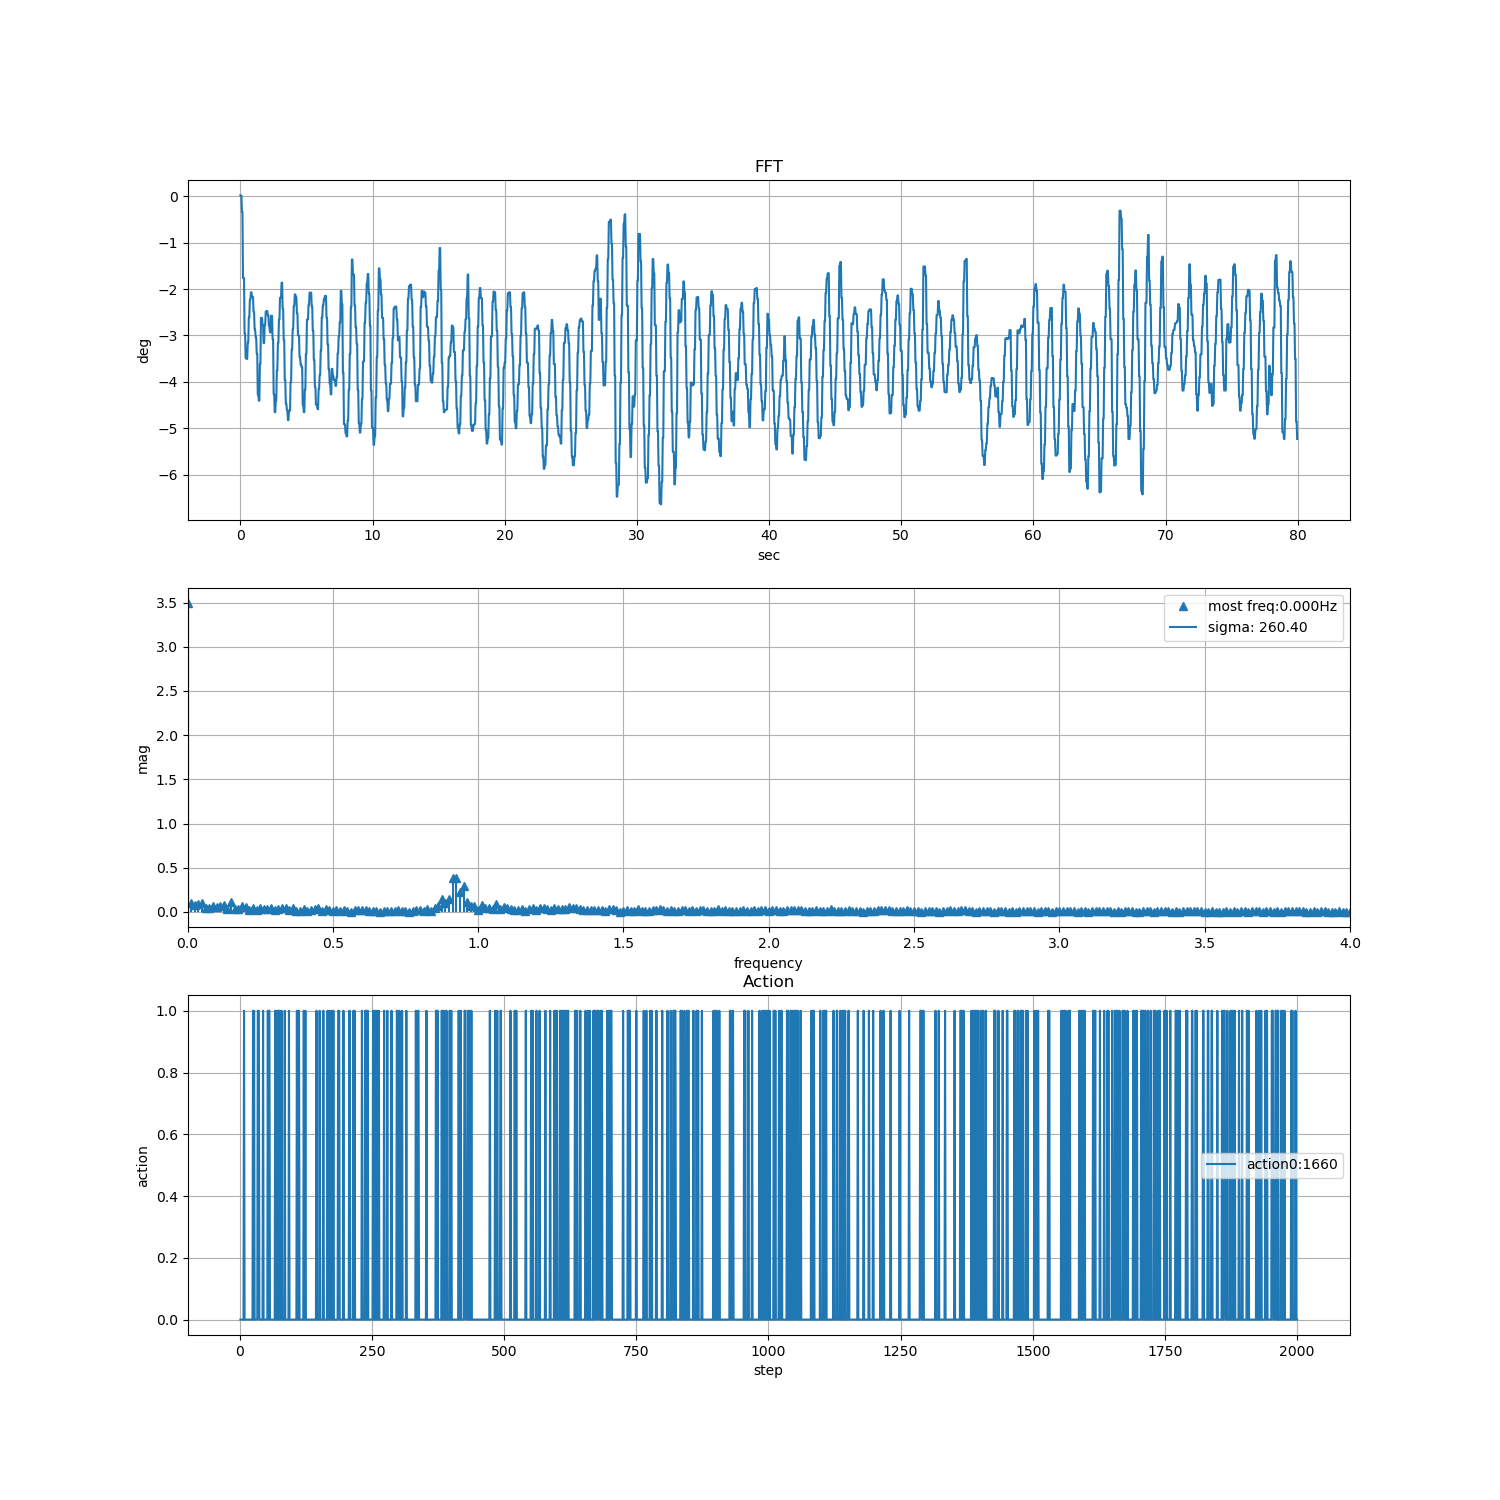 FFT
0
−1
−2
−3
−4
−5
−6
deg
0 10 20 30 40 50 60 70 80
sec
3.5
3.0
2.5
2.0
1.5
1.0
0.5
0.0
mag
most freq:0.000Hz
sigma: 260.40
0.0 0.5 1.0 1.5 2.0 2.5 3.0 3.5 4.0
frequency
Action
1.0
0.8
0.6
0.4
0.2
0.0
action
action0:1660
0 250 500 750 1000 1250 1500 1750 2000
step